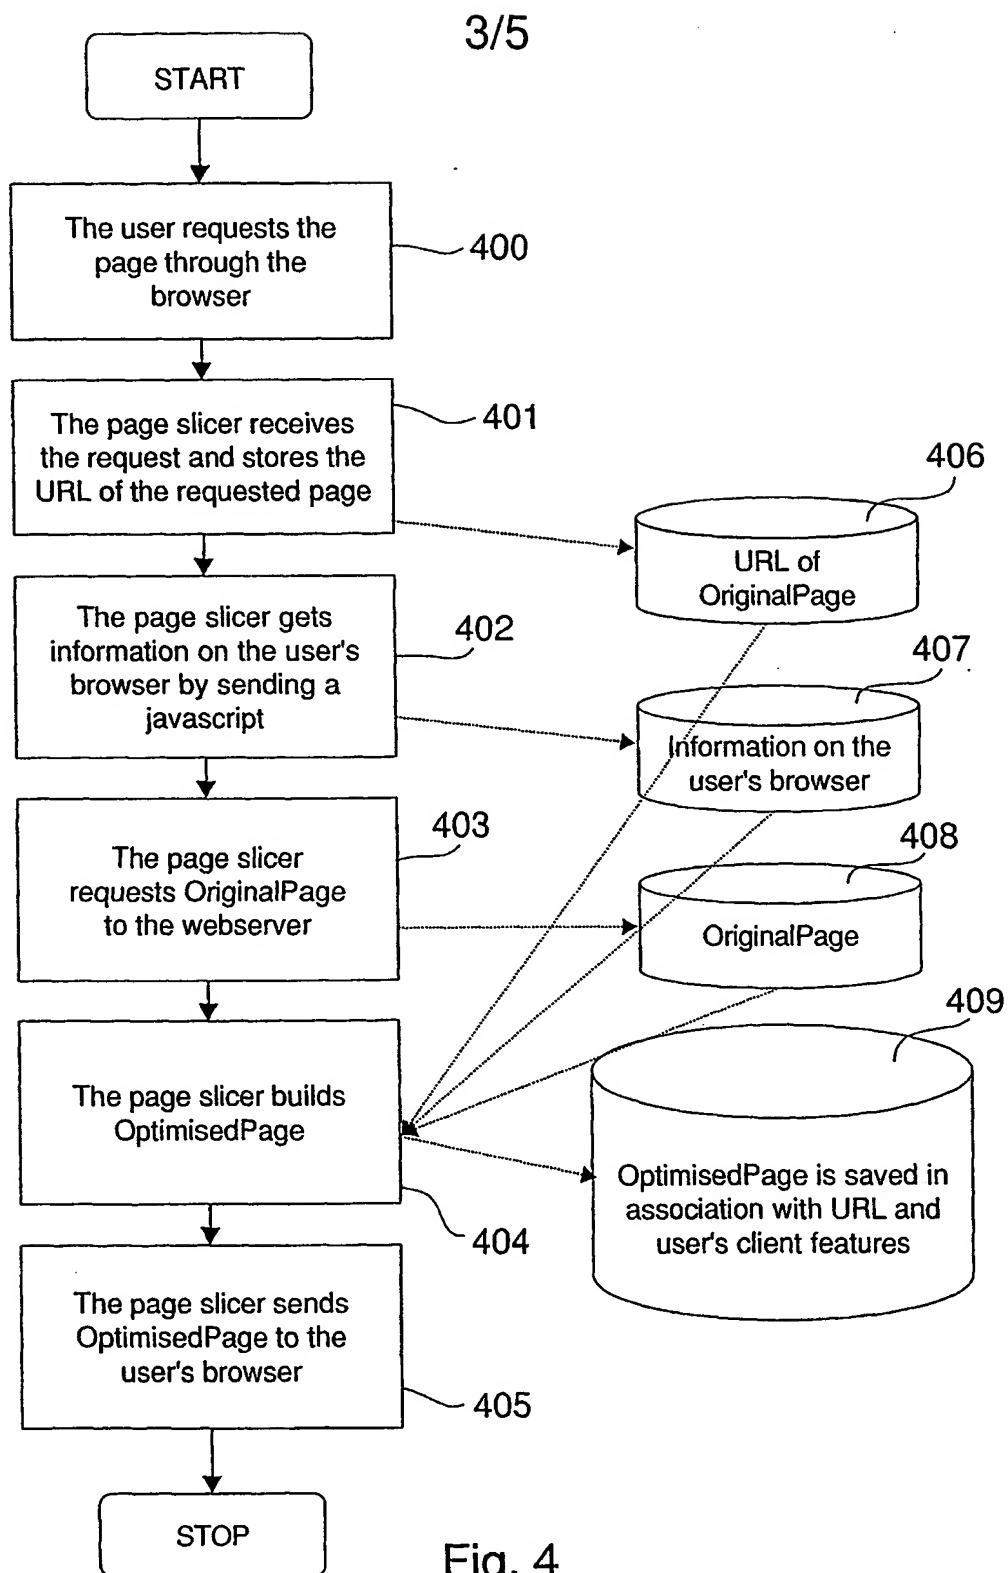 3/5
START
The user requests the
page through the
browser
400
The page slicer receives
the request and stores the
URL of the requested page
401
406
URL of
OriginalPage
The page slicer gets
information on the user's
browser by sending a
javascript
402
407
Information on the
user's browser
The page slicer
requests OriginalPage
to the webserver
403
408
OriginalPage
The page slicer builds
OptimisedPage
404
409
OptimisedPage is saved in
association with URL and
user's client features
The page slicer sends
OptimisedPage to the
user's browser
405
STOP
Fig. 4